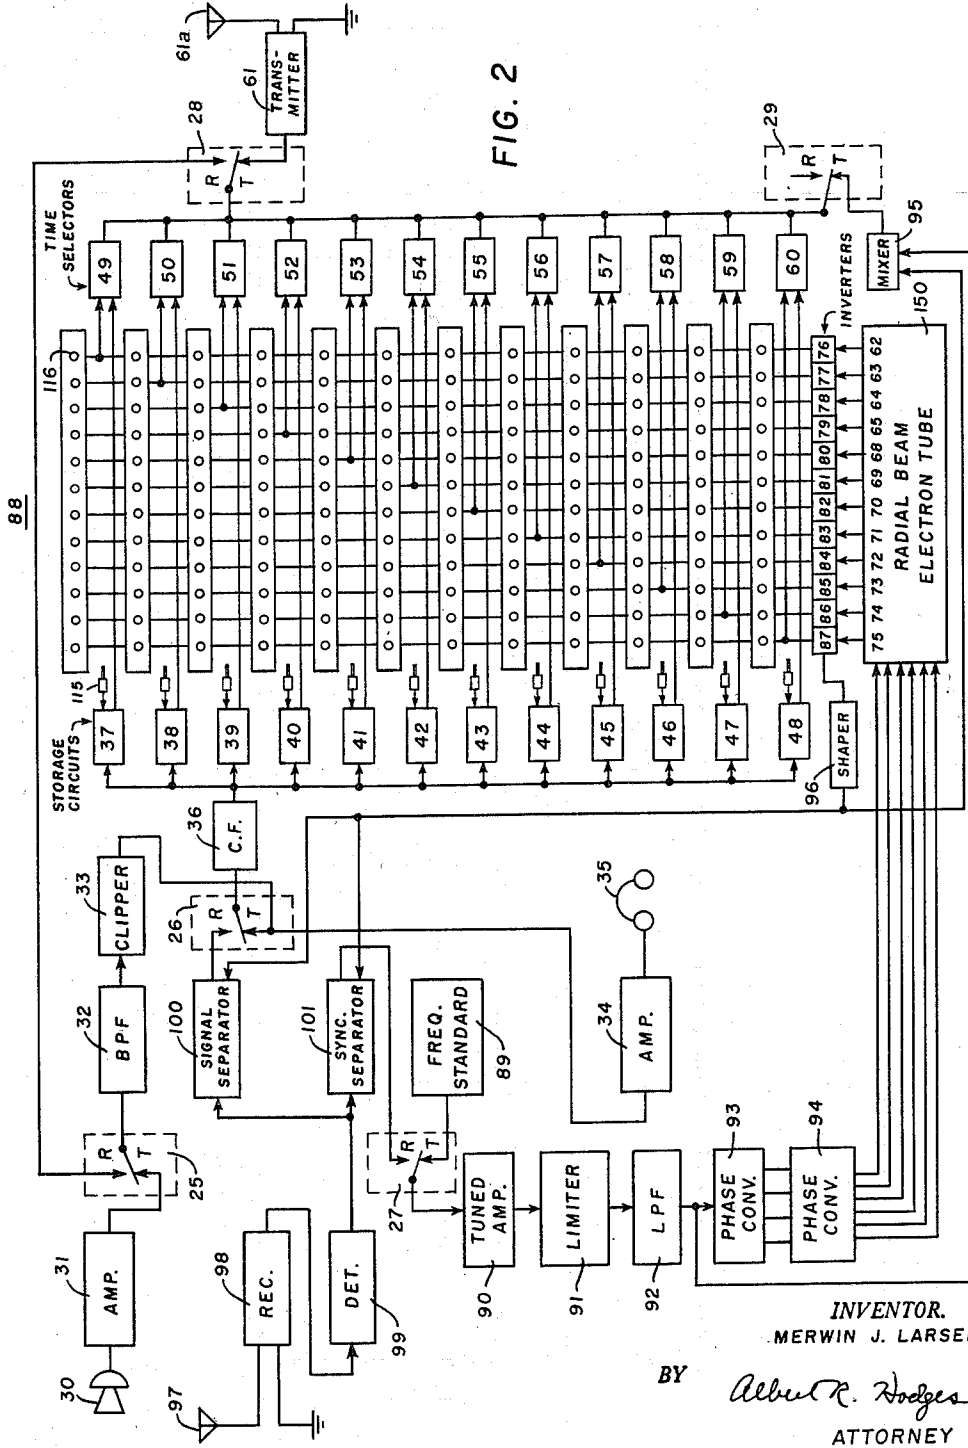 88
FIG. 2
61a
61
TRANS-
MITTER
28
R
T
29
R
T
TIME
SELECTORS
49
50
51
52
53
54
55
56
57
58
59
60
95
MIXER
INVERTERS
116
76
77
78
79
80
81
82
83
84
85
86
87
150
62
63
64
65
68
69
70
71
72
73
74
75
RADIAL BEAM
ELECTRON TUBE
115
STORAGE
CIRCUITS
37
38
39
40
41
42
43
44
45
46
47
48
96
SHAPER
36
C.F.
33
CLIPPER
26
R
T
35
32
BPF
100
SIGNAL
SEPARATOR
101
SYNC.
SEPARATOR
FREQ.
STANDARD
89
34
AMP.
25
R
T
27
R
T
31
AMP.
98
REC.
DET.
99
TUNED
AMP.
90
LIMITER
91
LPF
92
93
PHASE
CONV.
94
PHASE
CONV.
30
97
INVENTOR.
MERWIN J. LARSE
BY
Albert R. Hodges
ATTORNEY